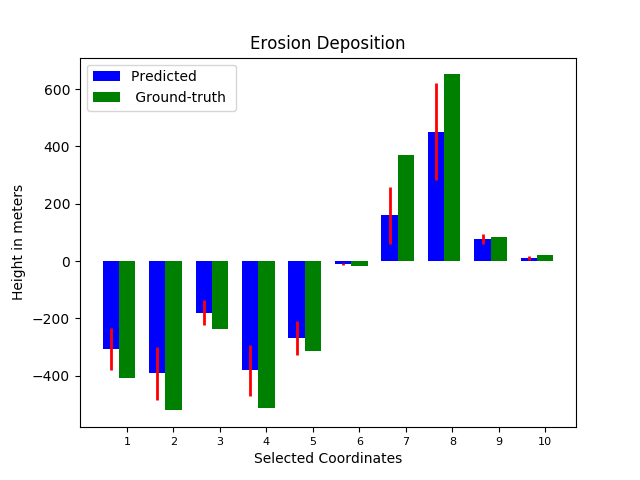 Erosion Deposition
Predicted
Ground-truth
600
400
200
0
−200
−400
Height in meters
1 2 3 4 5 6 7 8 9 10
Selected Coordinates